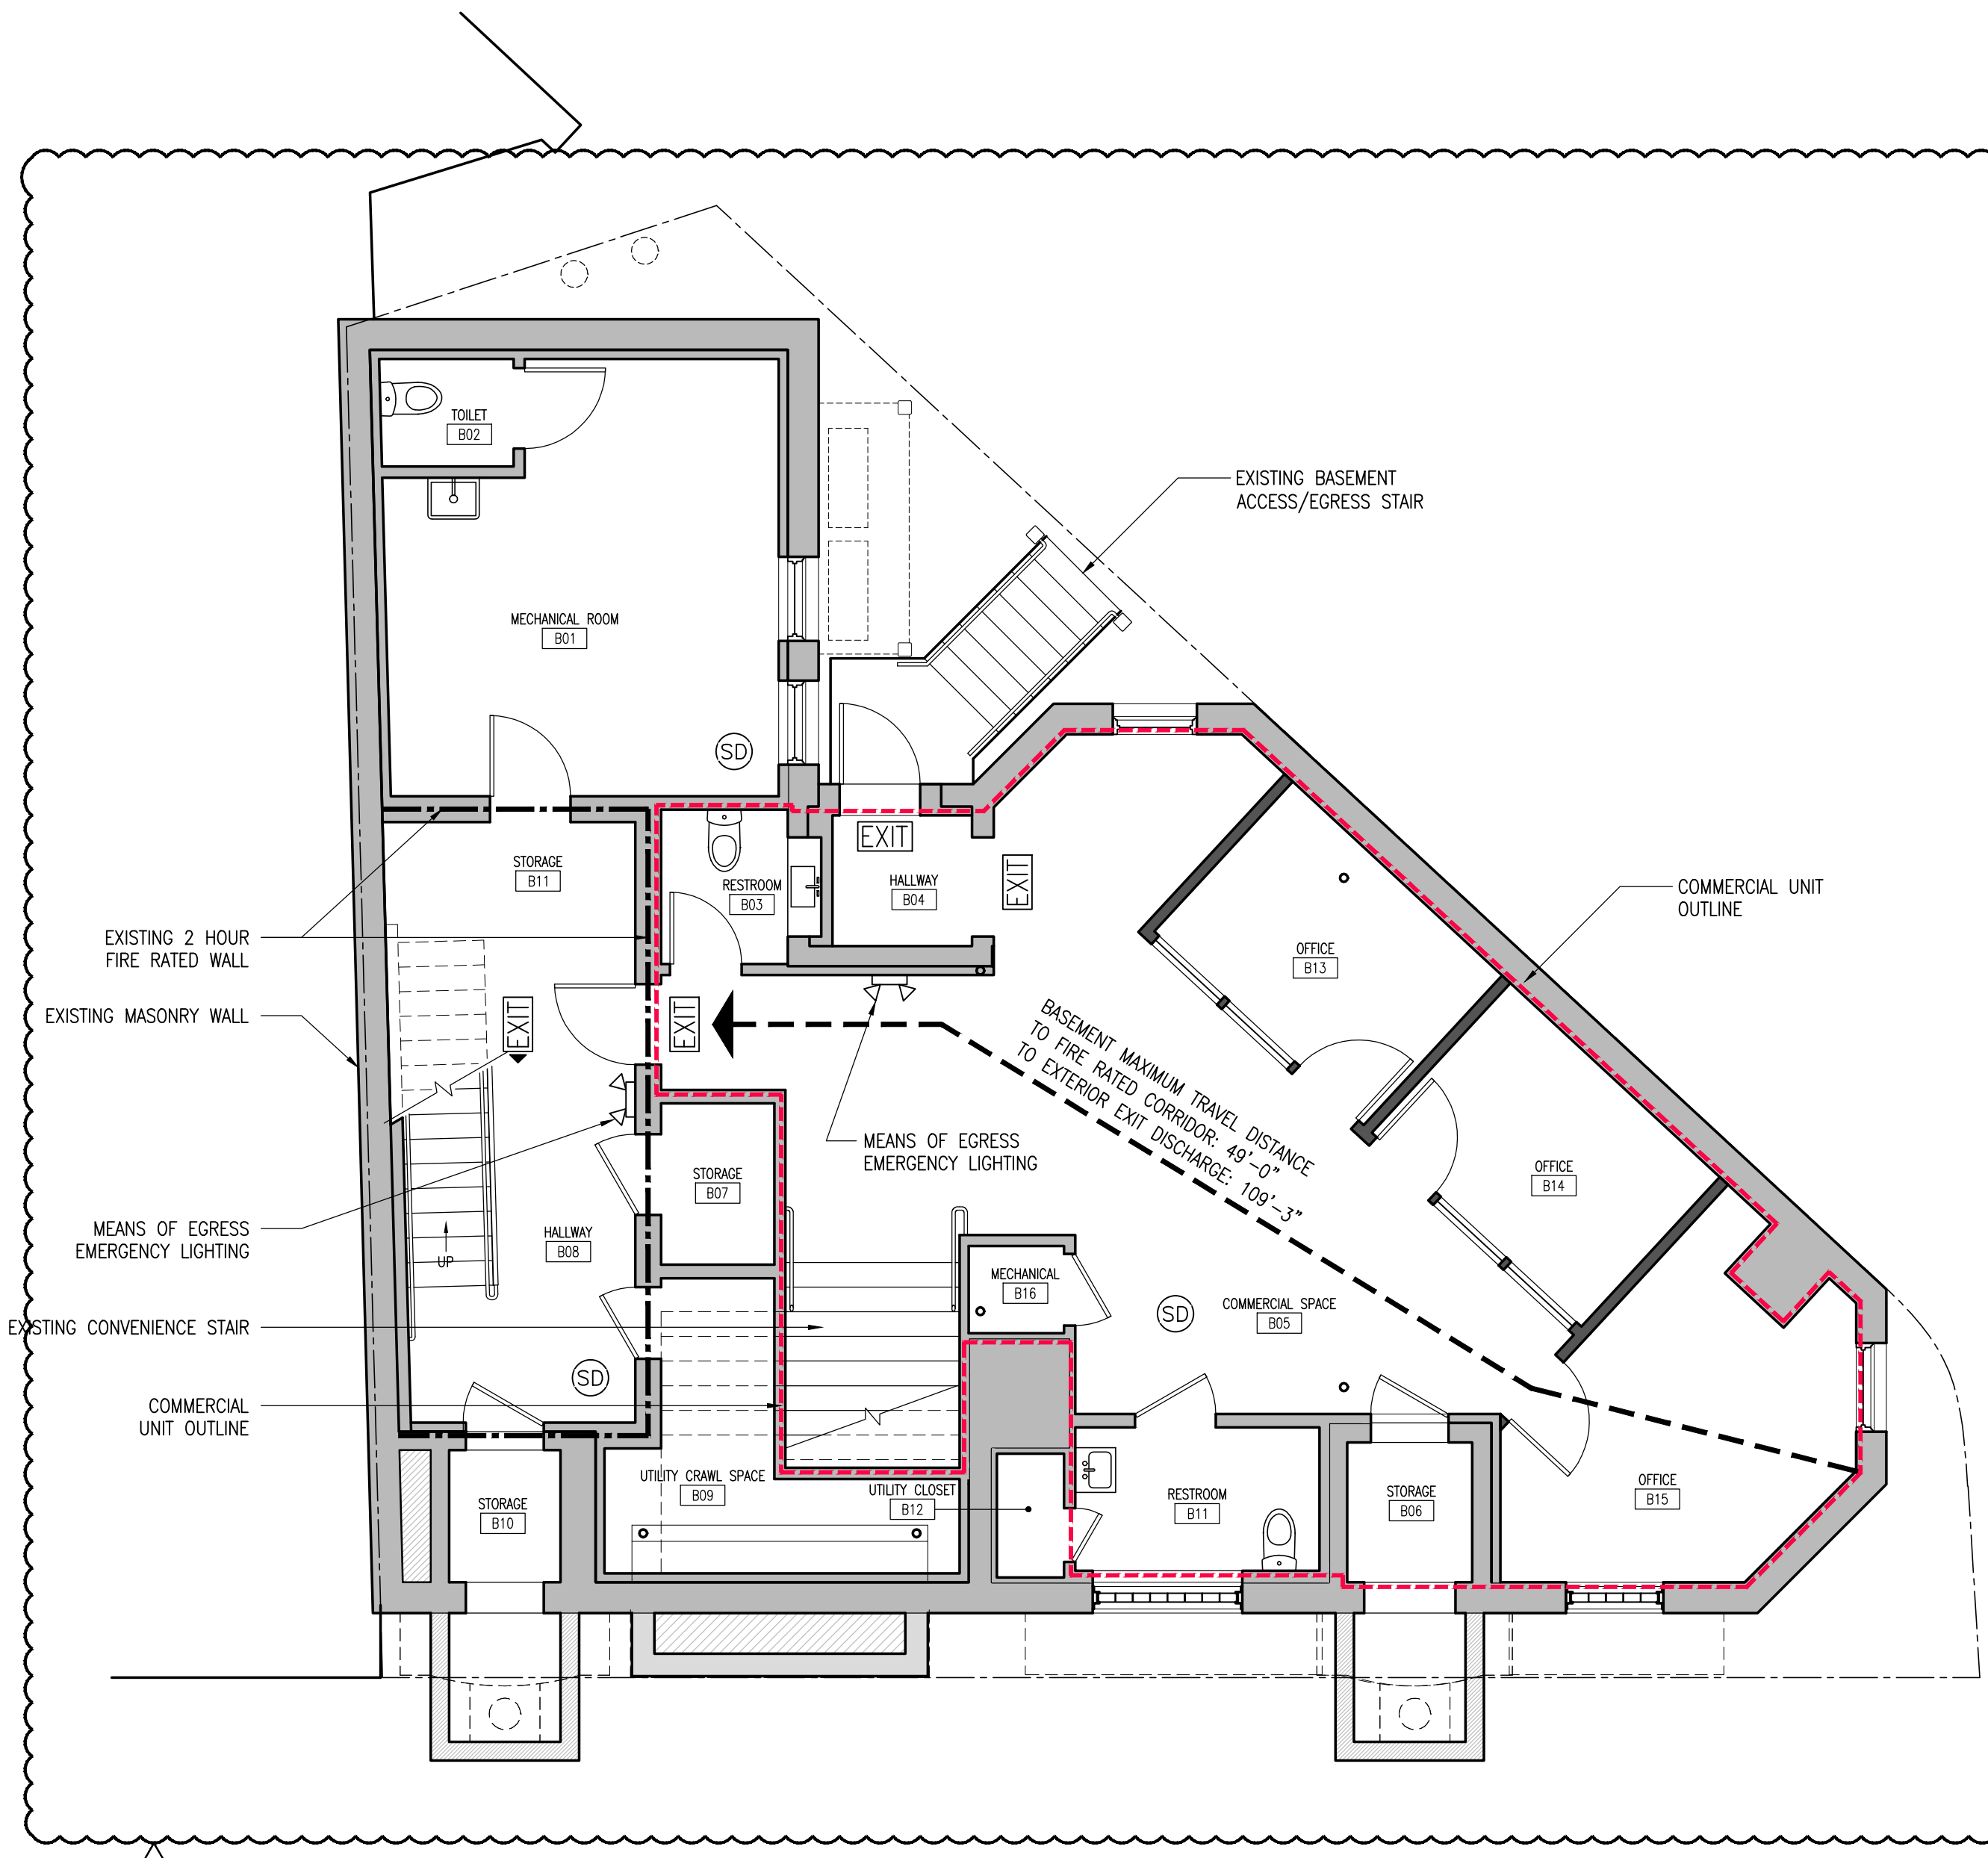 TOILET
B02
EXISTING BASEMENT
ACCESS/EGRESS STAIR
MECHANICAL ROOM
B01
SD
EXIT
STORAGE
B11
RESTROOM
B03
HALLWAY
B04
EXIT
COMMERCIAL UNIT
OUTLINE
EXISTING 2 HOUR
FIRE RATED WALL
OFFICE
B13
EXISTING MASONRY WALL
EXIT
EXIT
BASEMENT MAXIMUM TRAVEL DISTANCE
TO FIRE RATED CORRIDOR: 49'-0"
TO EXTERIOR EXIT DISCHARGE: 109'-3"
MEANS OF EGRESS
EMERGENCY LIGHTING
STORAGE
B07
OFFICE
B14
MEANS OF EGRESS
EMERGENCY LIGHTING
HALLWAY
B08
UP
MECHANICAL
B16
SD
COMMERCIAL SPACE
B05
EXISTING CONVENIENCE STAIR
SD
COMMERCIAL
UNIT OUTLINE
UTILITY CRAWL SPACE
B09
UTILITY CLOSET
B12
STORAGE
B10
RESTROOM
B11
STORAGE
B06
OFFICE
B15